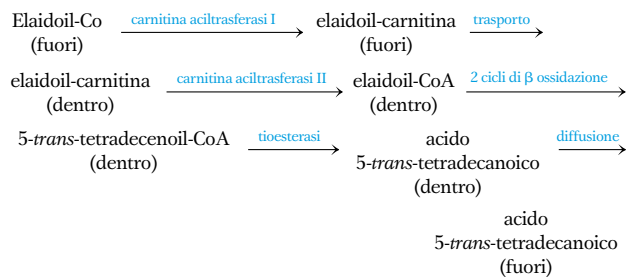 Elaidoil-Co carnitina aciltrasferasi I elaidoil-carnitina trasporto
(fuori) (fuori)
elaidoil-carnitina carnitina aciltrasferasi II elaidoil-CoA 2 cicli di β ossidazione
(dentro) (dentro)
5-trans-tetradecenoil-CoA tioesterasi acido diffusione
(dentro) 5-trans-tetradecanoico
(dentro)
acido
5-trans-tetradecanoico
(fuori)